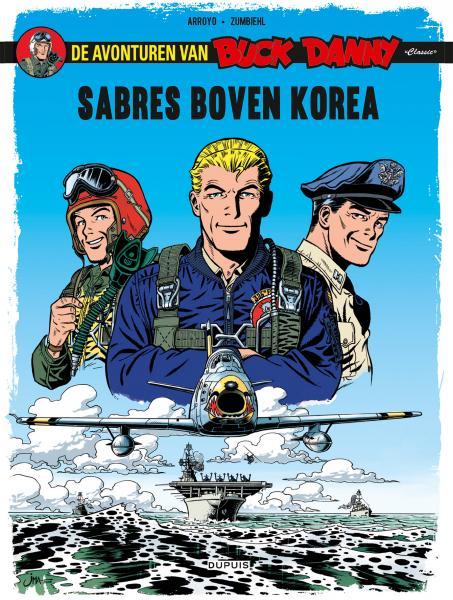 ARROYO • ZUMBIEHL
DE AVONTUREN VAN BUCK DANNY «Classic»
SABRES BOVEN KOREA
DUPUIS